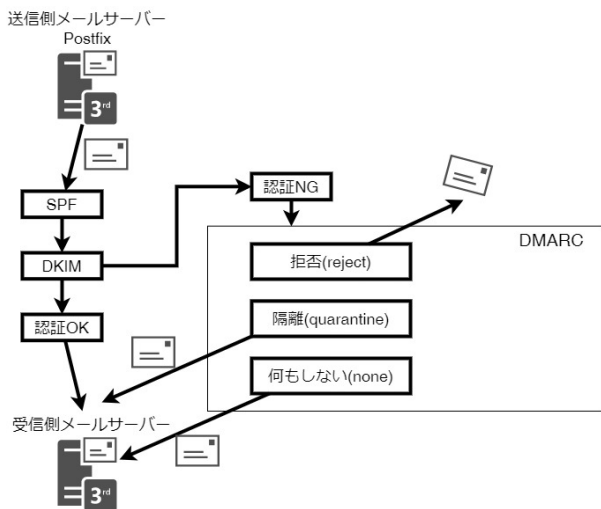 送信側メールサーバー
Postfix
3rd
SPF
認証NG
DMARC
DKIM
拒否(reject)
認証OK
隔離(quarantine)
何もしない(none)
受信側メールサーバー
3rd